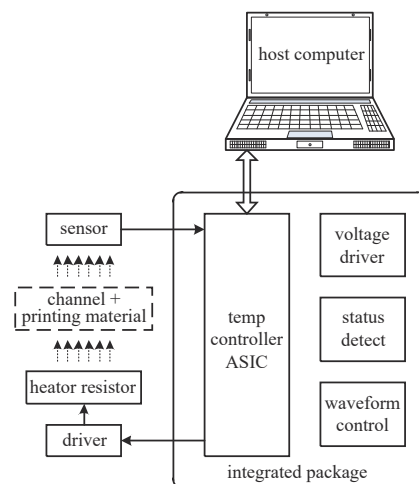 host computer
sensor
channel +
printing material
heator resistor
driver
temp
controller
ASIC
voltage
driver
status
detect
waveform
control
integrated package